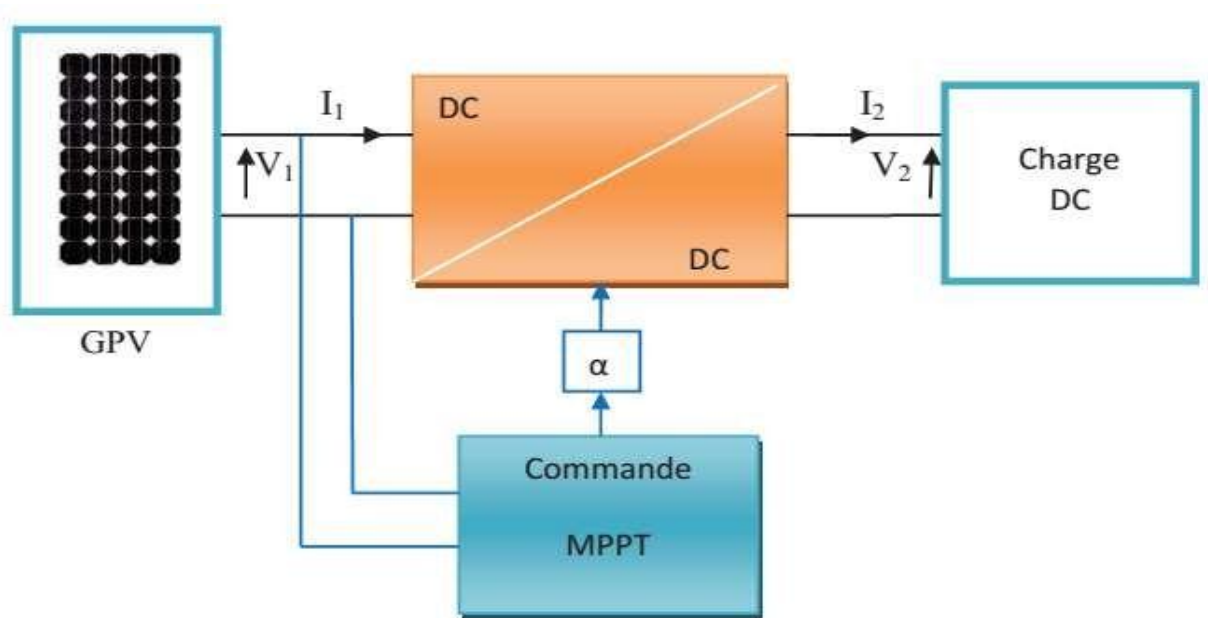 I₁
V₁
GPV
DC
DC
I₂
V₂
Charge
DC
α
Commande
MPPT